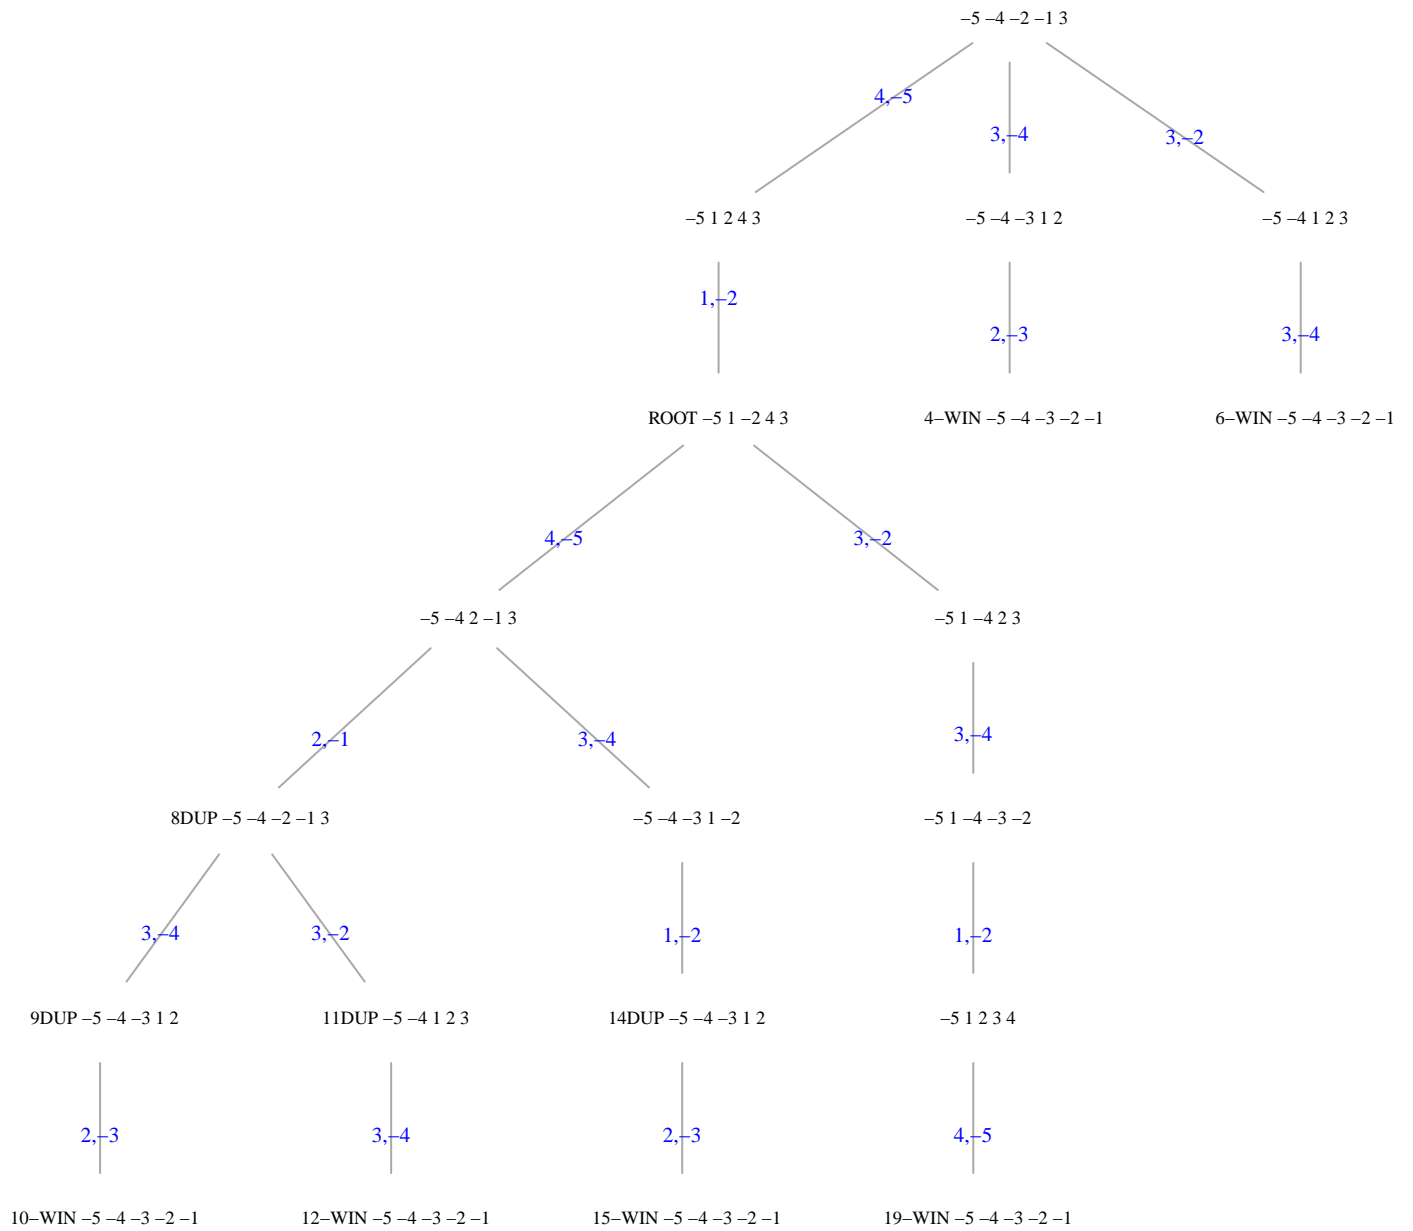 –5 –4 –2 –1 3
4,–5
3,–4
3,–2
–5 1 2 4 3
–5 –4 –3 1 2
–5 –4 1 2 3
1,–2
2,–3
3,–4
ROOT –5 1 –2 4 3
4–WIN –5 –4 –3 –2 –1
6–WIN –5 –4 –3 –2 –1
4,–5
3,–2
–5 –4 2 –1 3
–5 1 –4 2 3
2,–1
3,–4
3,–4
8DUP –5 –4 –2 –1 3
–5 –4 –3 1 –2
–5 1 –4 –3 –2
3,–4
3,–2
1,–2
1,–2
9DUP –5 –4 –3 1 2
11DUP –5 –4 1 2 3
14DUP –5 –4 –3 1 2
–5 1 2 3 4
2,–3
3,–4
2,–3
4,–5
10–WIN –5 –4 –3 –2 –1
12–WIN –5 –4 –3 –2 –1
15–WIN –5 –4 –3 –2 –1
19–WIN –5 –4 –3 –2 –1